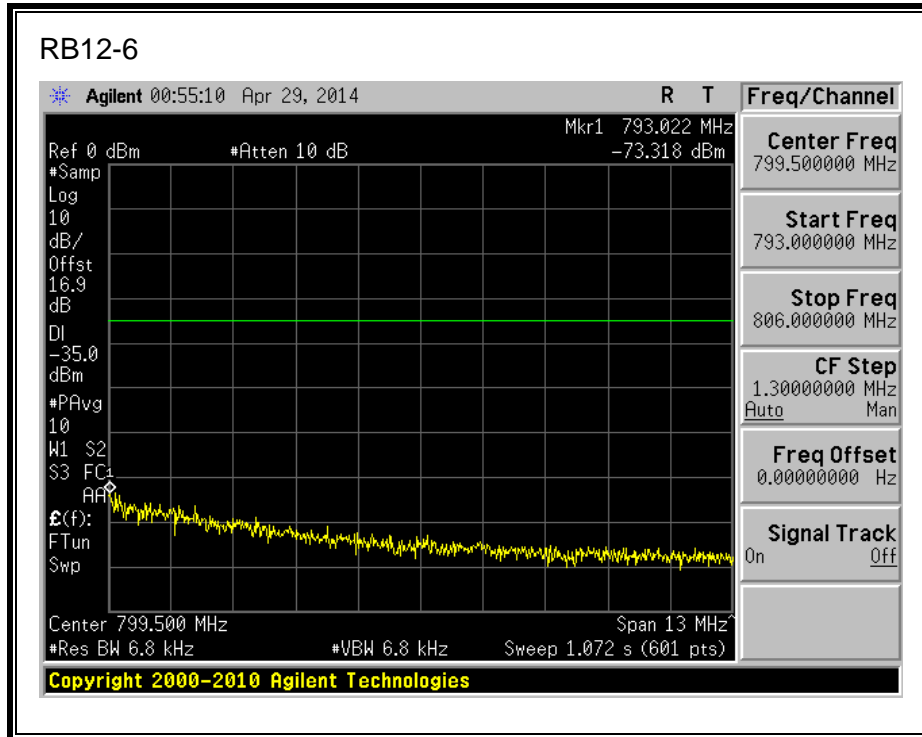 RB12-6
Agilent 00:55:10 Apr 29, 2014 R T
Freq/Channel
Mkr1 793.022 MHz
Ref 0 dBm #Atten 10 dB -73.318 dBm
#Samp
Log
10
dB/
Offst
16.9
dB
DI
-35.0
dBm
#PAvg
10
W1 S2
S3 FC
AA
£(f):
FTun
Swp
1
Center 799.500 MHz Span 13 MHz^
#Res BW 6.8 kHz #VBW 6.8 kHz Sweep 1.072 s (601 pts)
Copyright 2000-2010 Agilent Technologies
Center Freq
799.500000 MHz
Start Freq
793.000000 MHz
Stop Freq
806.000000 MHz
CF Step
1.30000000 MHz
Auto Man
Freq Offset
0.00000000 Hz
Signal Track
On Off